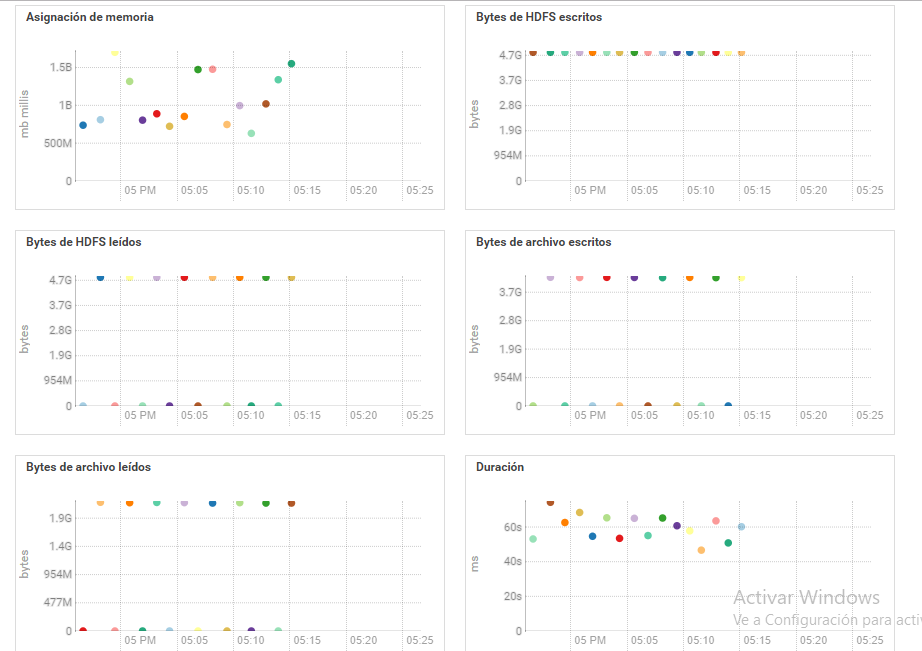 Asignación de memoria
mb millis
1.5B
1B
500M
0
05 PM 05:05 05:10 05:15 05:20 05:25
Bytes de HDFS escritos
bytes
4.7G
3.7G
2.8G
1.9G
954M
0
05 PM 05:05 05:10 05:15 05:20 05:25
Bytes de HDFS leídos
bytes
4.7G
3.7G
2.8G
1.9G
954M
0
05 PM 05:05 05:10 05:15 05:20 05:25
Bytes de archivo escritos
bytes
3.7G
2.8G
1.9G
954M
0
05 PM 05:05 05:10 05:15 05:20 05:25
Bytes de archivo leídos
bytes
1.9G
1.4G
954M
477M
0
05 PM 05:05 05:10 05:15 05:20 05:25
Duración
ms
60s
40s
20s
0
05 PM 05:05 05:10 05:15 05:20 05:25
Activar Windows
Ve a Configuración para activ